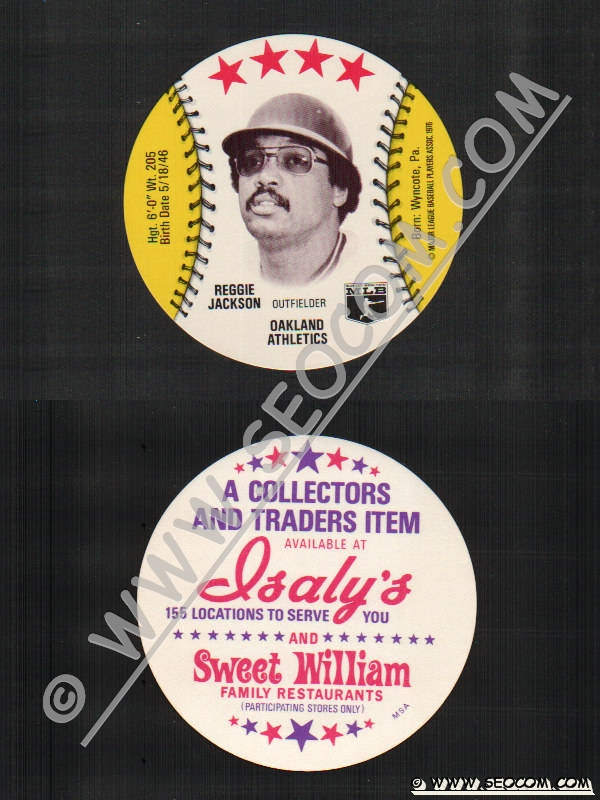 Hgt. 6'-0" Wt. 205
Birth Date 5/18/46
Born: Wyncote, Pa.
© MAJOR LEAGUE BASEBALL PLAYERS ASSOC. 1976
REGGIE
JACKSON OUTFIELDER
MLB
OAKLAND
ATHLETICS
A COLLECTORS
AND TRADERS ITEM
AVAILABLE AT
Isaly's
155 LOCATIONS TO SERVE YOU
AND
Sweet William
FAMILY RESTAURANTS
(PARTICIPATING STORES ONLY)
MSA
© WWW.SEOCOM.COM
© WWW.SEOCOM.COM